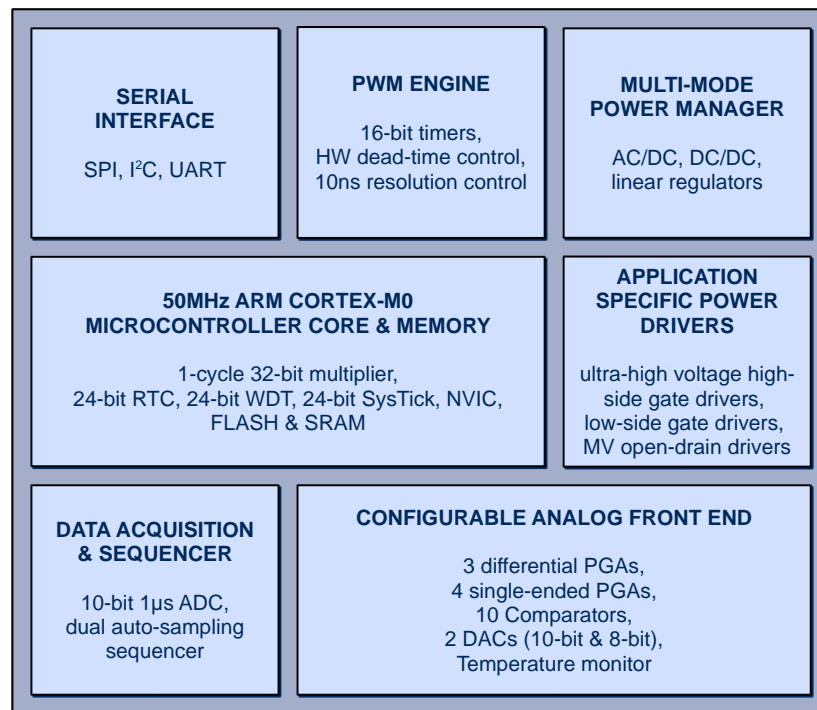 SERIAL
INTERFACE
SPI, I²C, UART
PWM ENGINE
16-bit timers,
HW dead-time control,
10ns resolution control
MULTI-MODE
POWER MANAGER
AC/DC, DC/DC,
linear regulators
50MHz ARM CORTEX-M0
MICROCONTROLLER CORE & MEMORY
1-cycle 32-bit multiplier,
24-bit RTC, 24-bit WDT, 24-bit SysTick, NVIC,
FLASH & SRAM
APPLICATION
SPECIFIC POWER
DRIVERS
ultra-high voltage high-
side gate drivers,
low-side gate drivers,
MV open-drain drivers
DATA ACQUISITION
& SEQUENCER
10-bit 1μs ADC,
dual auto-sampling
sequencer
CONFIGURABLE ANALOG FRONT END
3 differential PGAs,
4 single-ended PGAs,
10 Comparators,
2 DACs (10-bit & 8-bit),
Temperature monitor